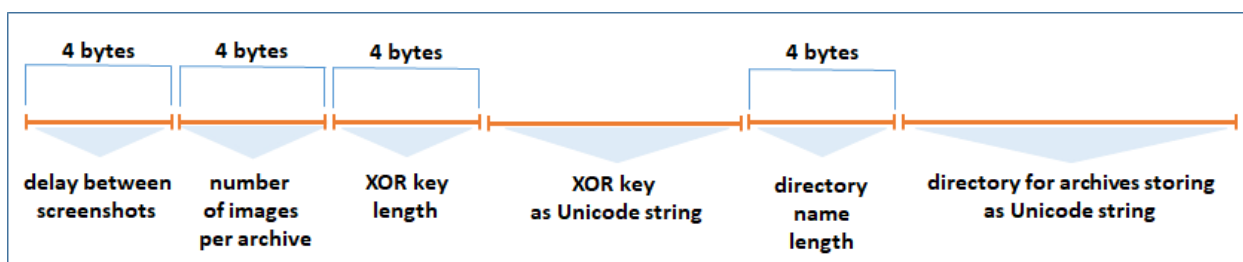 4 bytes 4 bytes 4 bytes 4 bytes
delay between
screenshots
number
of images
per archive
XOR key
length
XOR key
as Unicode string
directory
name
length
directory for archives storing
as Unicode string